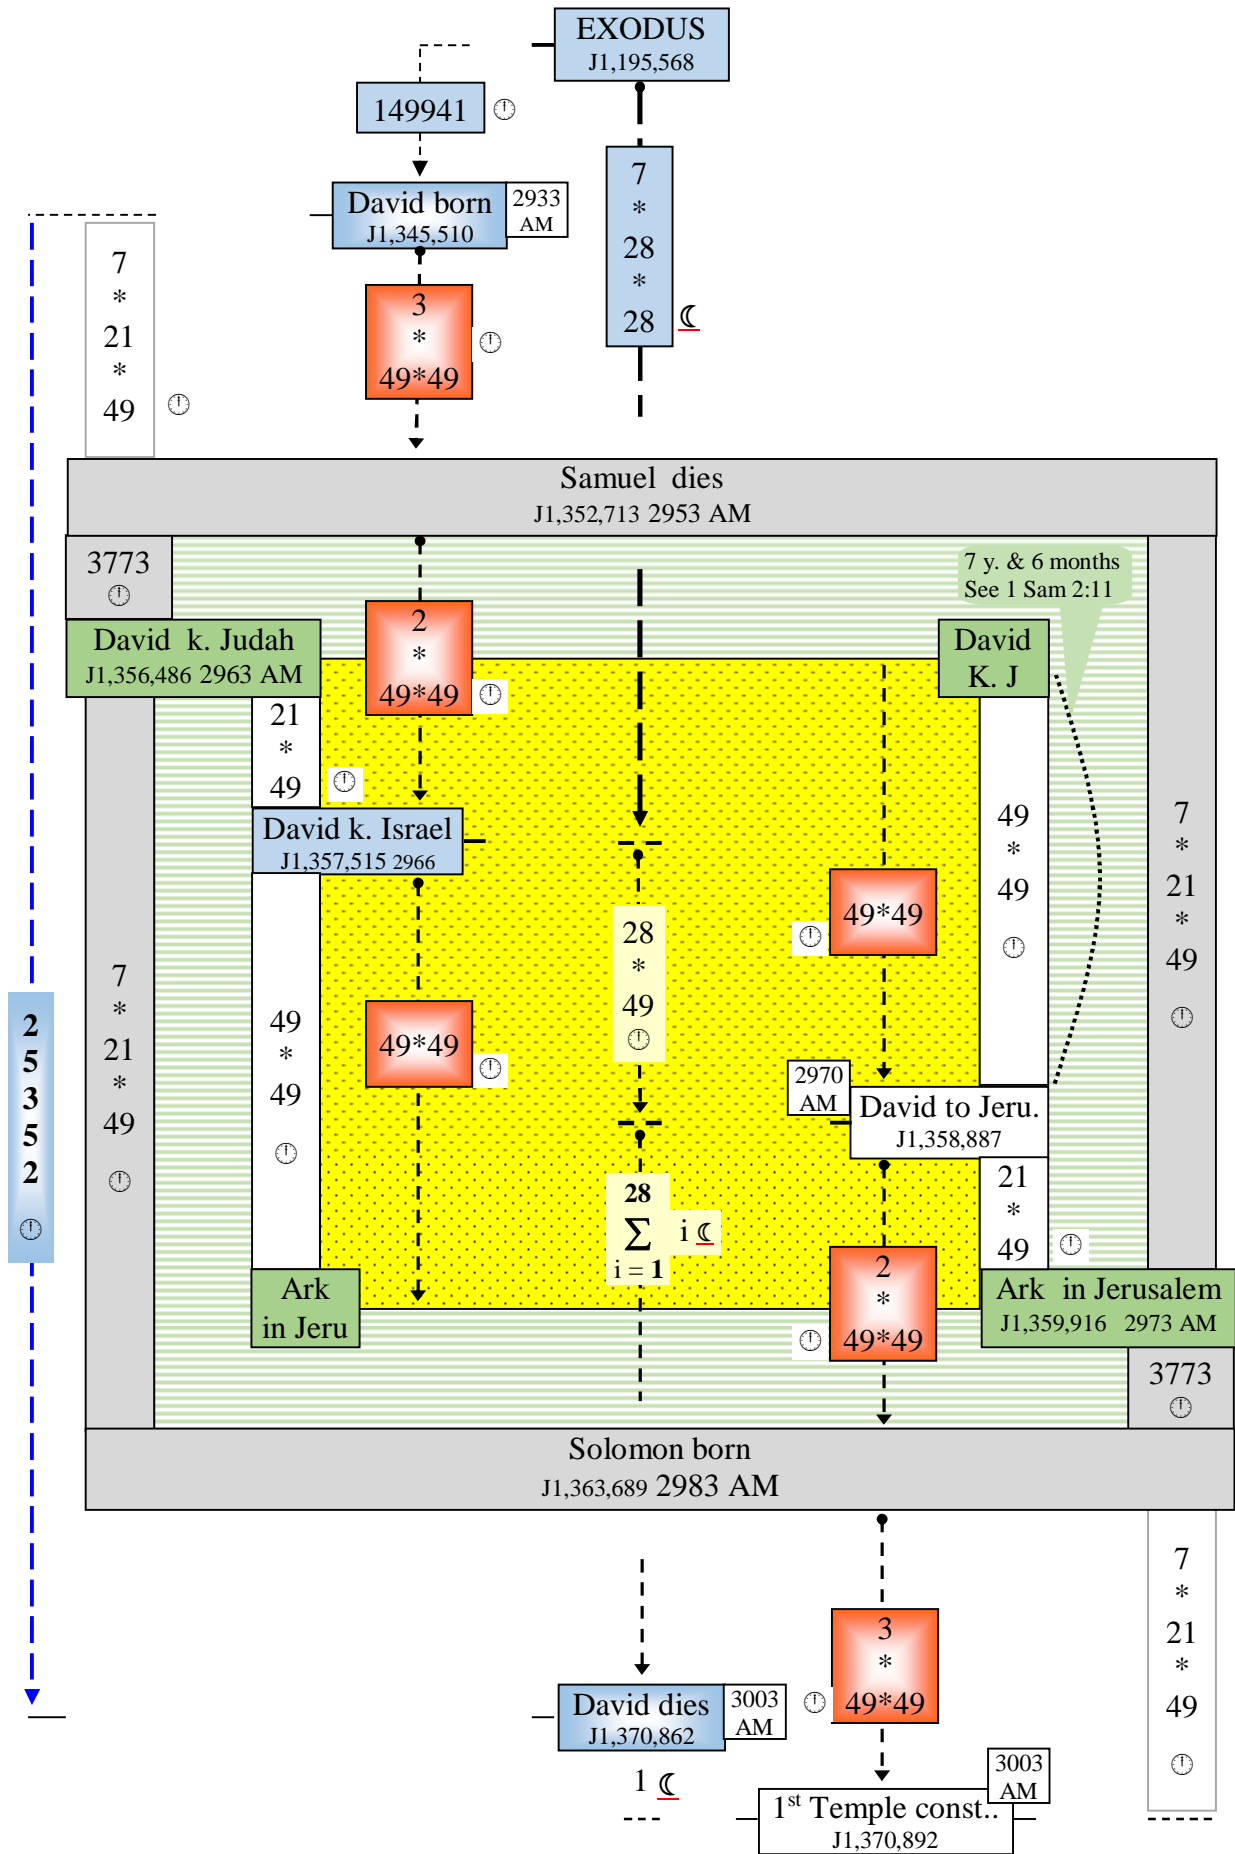 EXODUS
J1,195,568
149941
David born
J1,345,510
2933
AM
7
*
28
*
28
☾
3
*
49*49
7
*
21
*
49
Samuel dies
J1,352,713 2953 AM
3773
7 y. & 6 months
See 1 Sam 2:11
David k. Judah
J1,356,486 2963 AM
2
*
49*49
David
K. J
21
*
49
David k. Israel
J1,357,515 2966
49
*
49
7
*
21
*
49
28
*
49
49*49
2
5
3
5
2
7
*
21
*
49
49
*
49
49*49
2970
AM
David to Jeru.
J1,358,887
28
Σ i ☾
i = 1
21
*
49
2
*
49*49
Ark
in Jeru
Ark in Jerusalem
J1,359,916 2973 AM
3773
Solomon born
J1,363,689 2983 AM
3
*
49*49
7
*
21
*
49
David dies
J1,370,862
3003
AM
1 ☾
3003
AM
1st Temple const..
J1,370,892